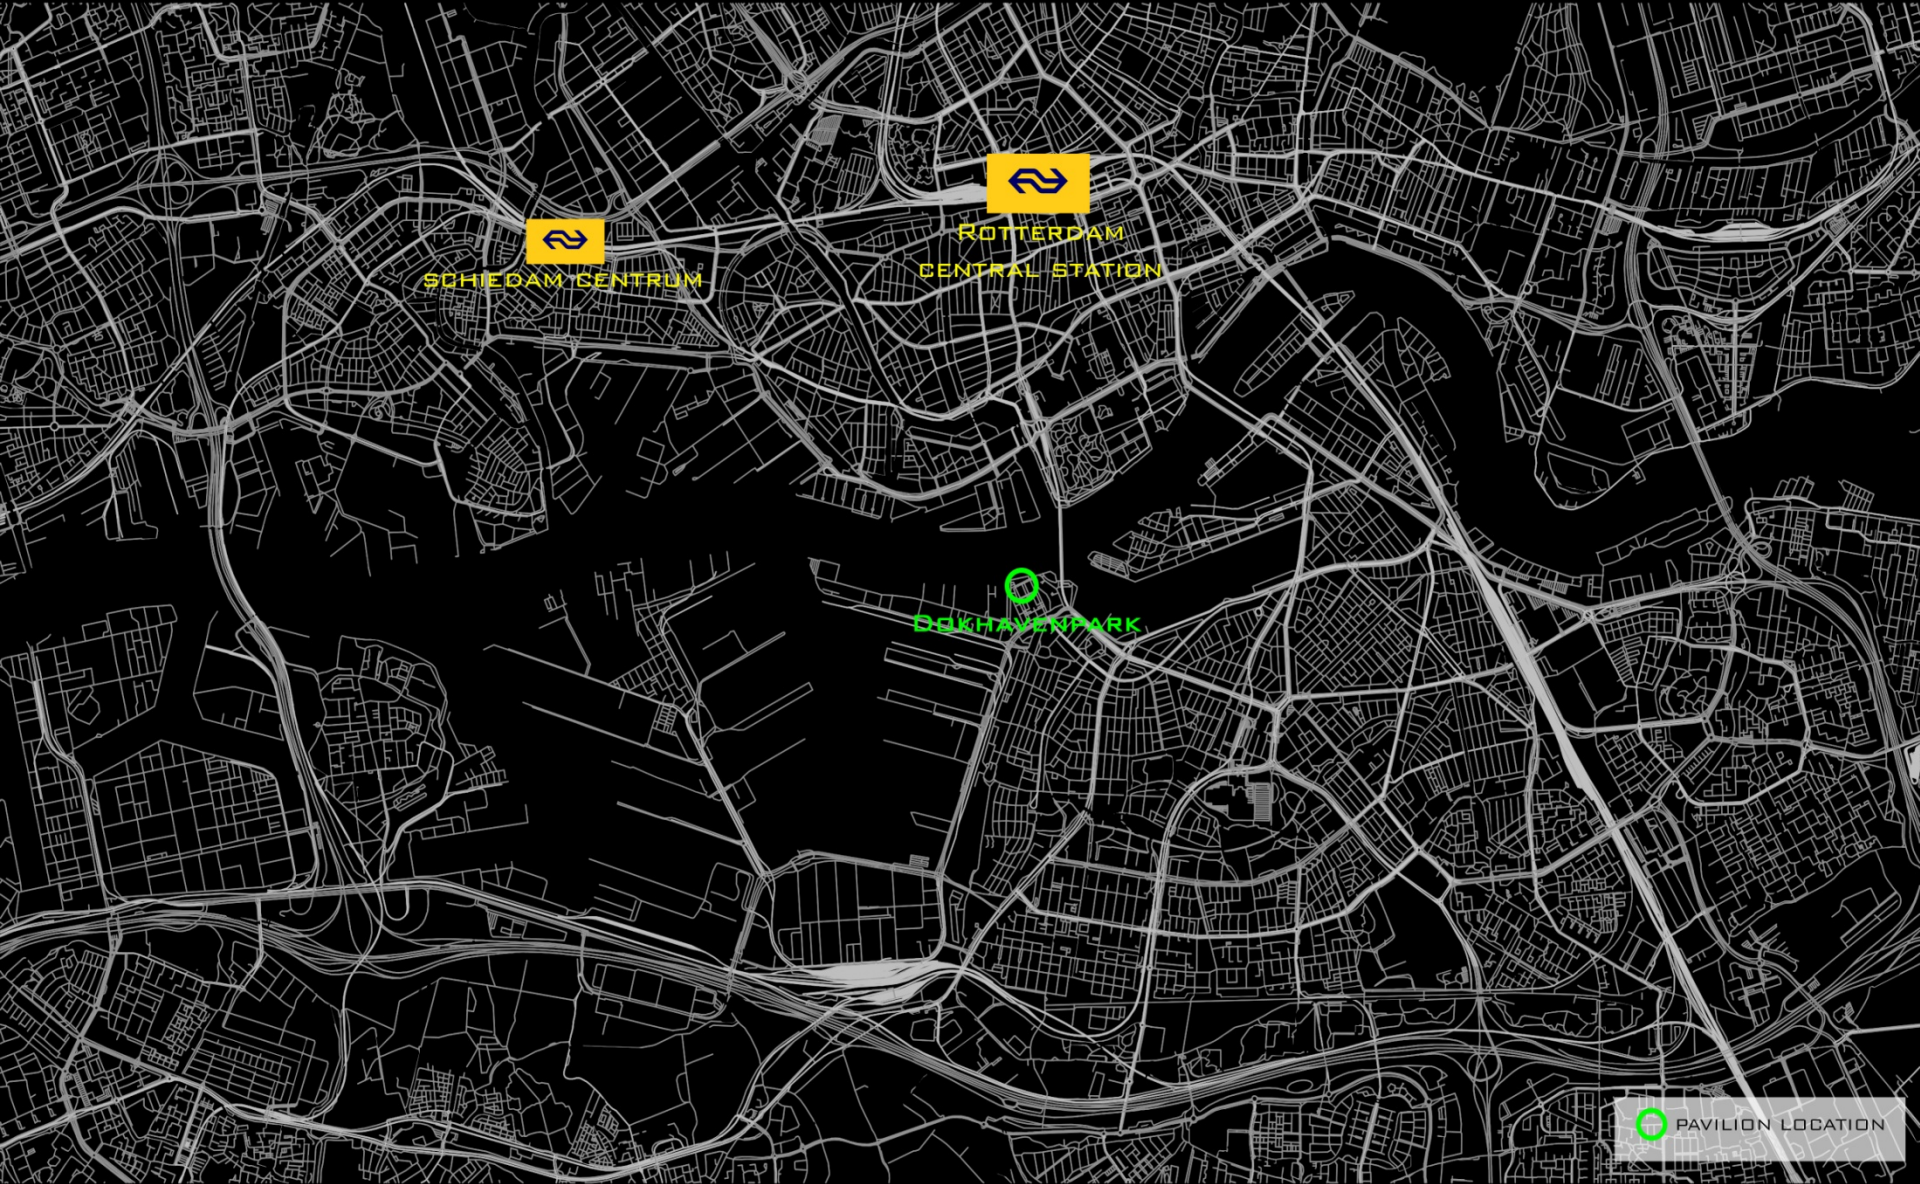 Rotterdam
central station
schiedam centrum
Dokhavenpark
pavilion location